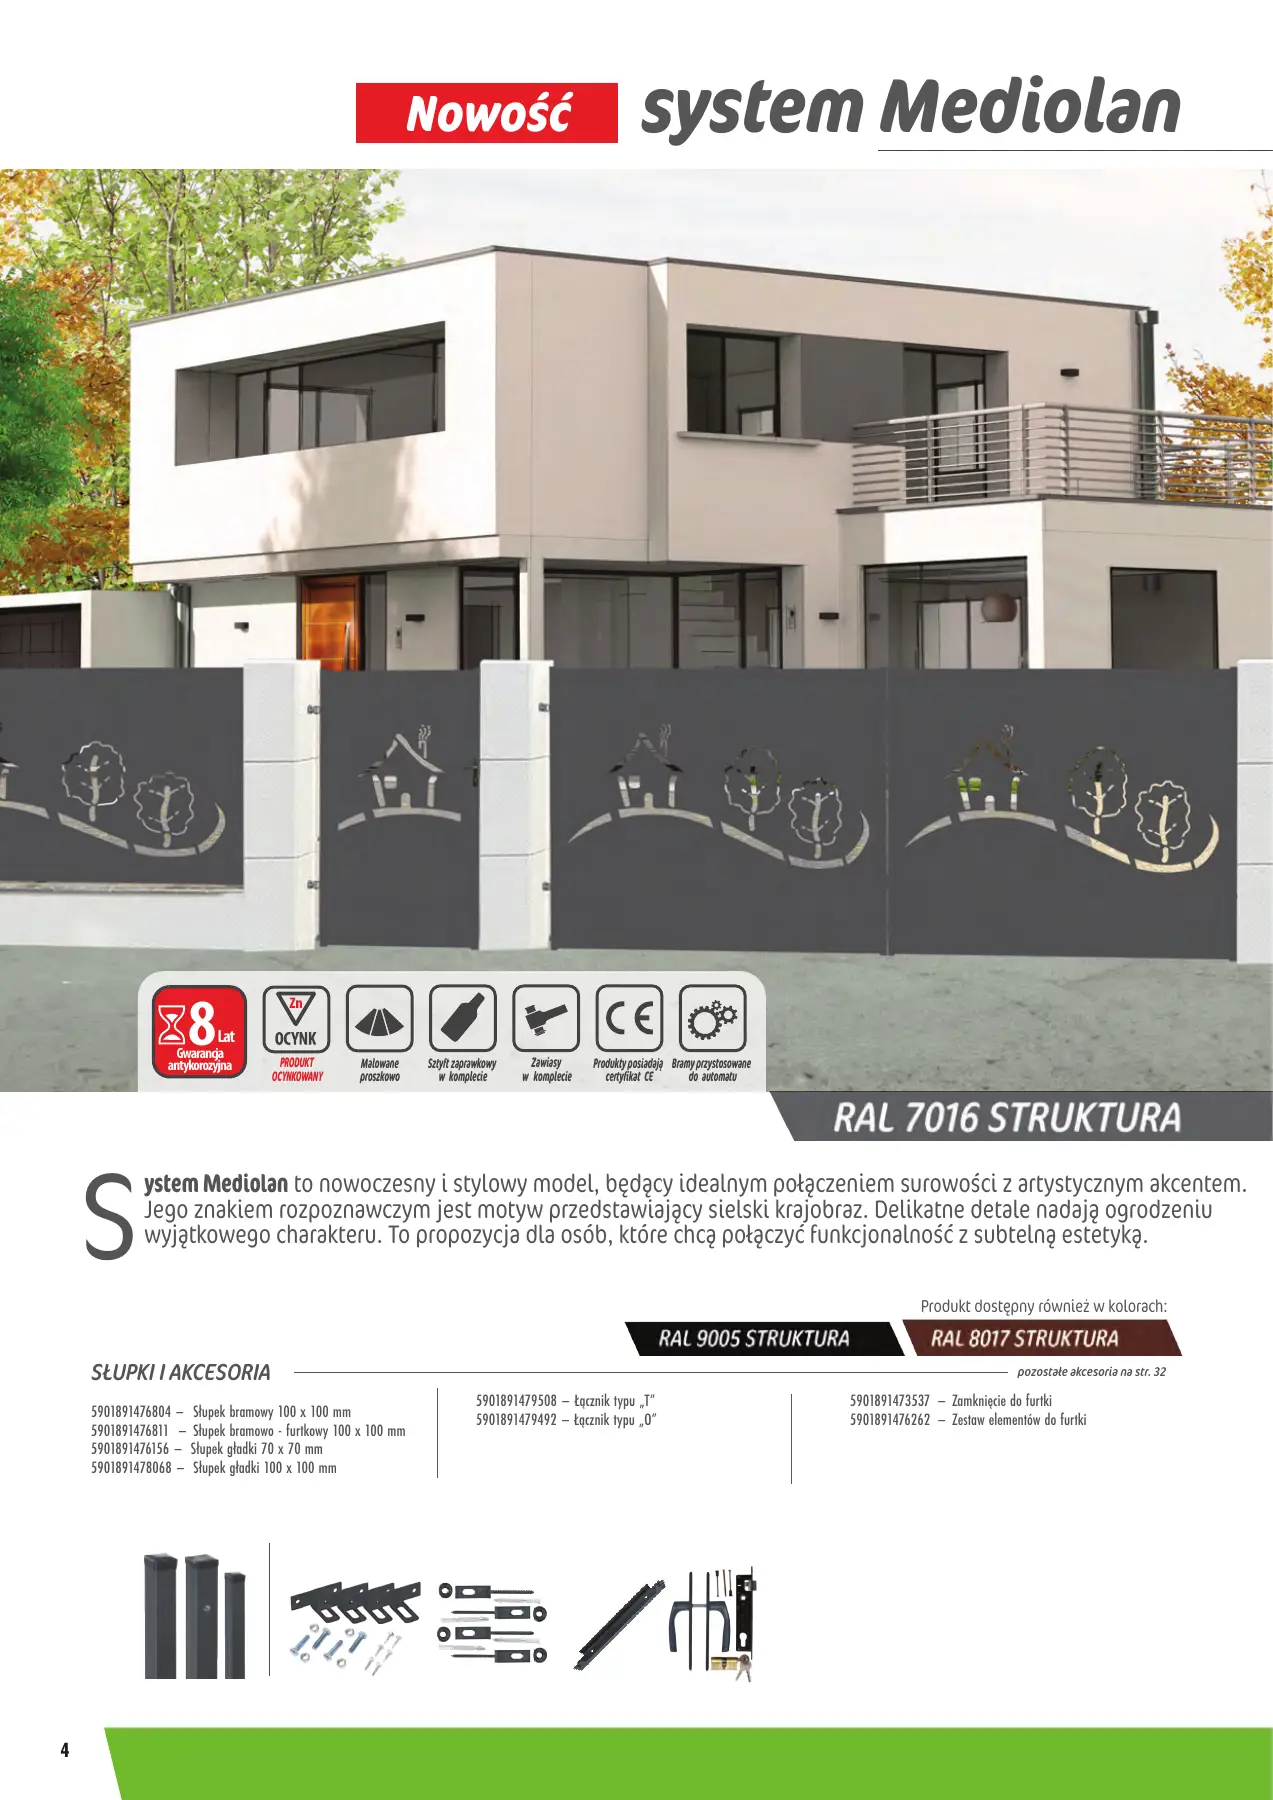 Nowość
system Mediolan
8 Lat
Gwarancja
antykorozyjna
Zn
OCYNK
PRODUKT
OCYNKOWANY
Malowane
proszkowo
Sztyft zaprawkowy
w komplecie
Zawiasy
w komplecie
CE
Produkty posiadają
certyfikat CE
Bramy przystosowane
do automatu
RAL 7016 STRUKTURA
System Mediolan to nowoczesny i stylowy model, będący idealnym połączeniem surowości z artystycznym akcentem.
Jego znakiem rozpoznawczym jest motyw przedstawiający sielski krajobraz. Delikatne detale nadają ogrodzeniu
wyjątkowego charakteru. To propozycja dla osób, które chcą połączyć funkcjonalność z subtelną estetyką.
Produkt dostępny również w kolorach:
RAL 9005 STRUKTURA
RAL 8017 STRUKTURA
SŁUPKI I AKCESORIA
pozostałe akcesoria na str. 32
5901891476804 – Słupek bramowy 100 x 100 mm
5901891476811 – Słupek bramowo - furtkowy 100 x 100 mm
5901891476156 – Słupek gładki 70 x 70 mm
5901891478068 – Słupek gładki 100 x 100 mm
5901891479508 – Łącznik typu „T”
5901891479492 – Łącznik typu „O”
5901891473537 – Zamknięcie do furtki
5901891476262 – Zestaw elementów do furtki
4